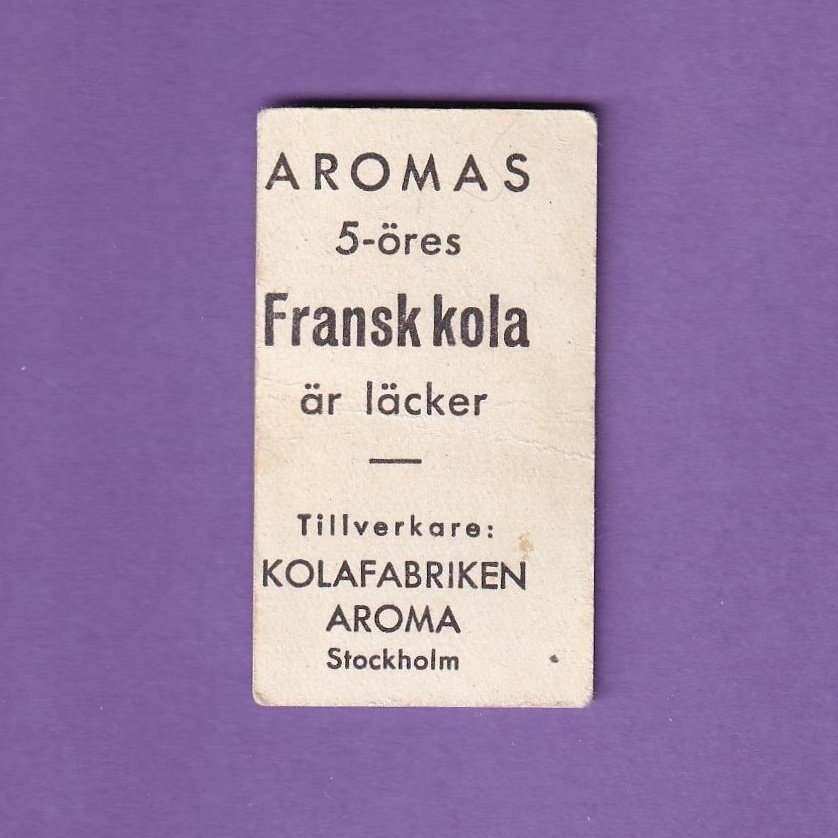 AROMAS
5-öres
Fransk kola
är läcker
Tillverkare:
KOLAFABRIKEN
AROMA
Stockholm